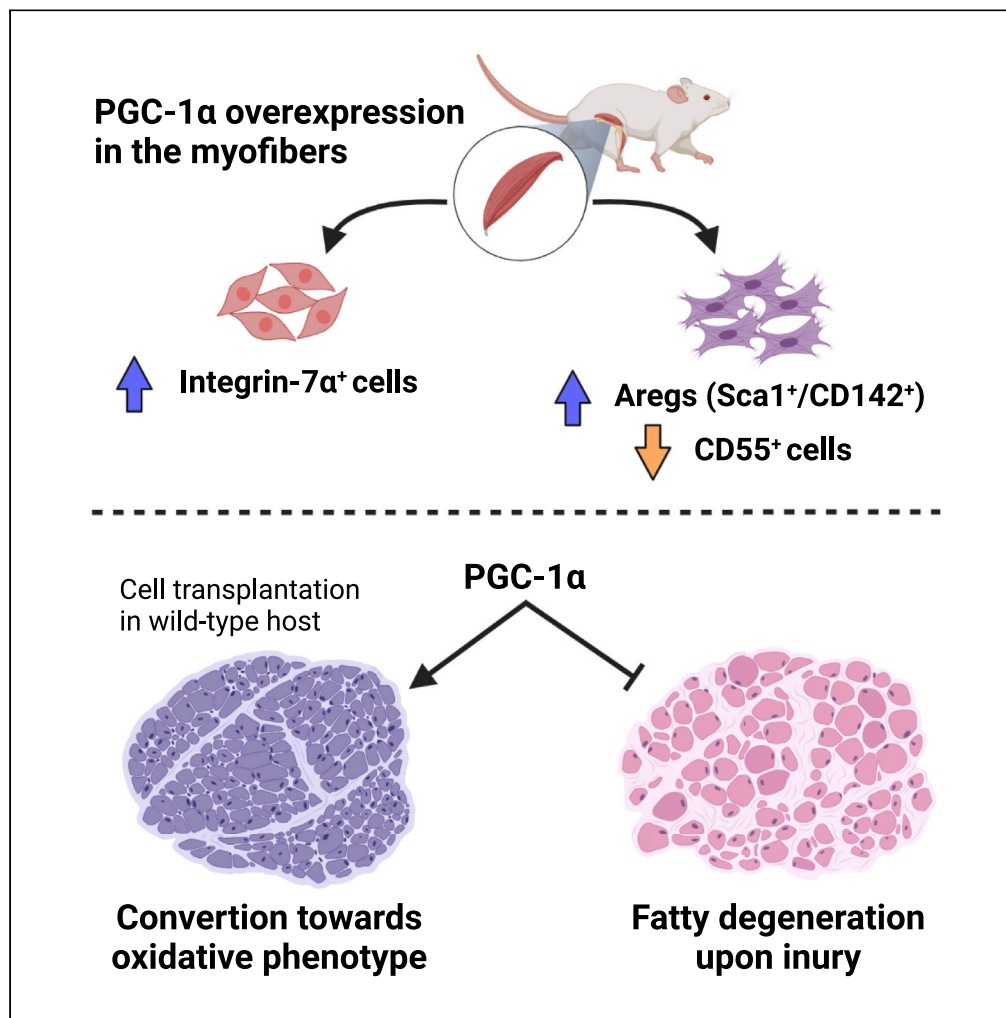 PGC-1α overexpression
in the myofibers
Integrin-7α⁺ cells
Aregs (Sca1⁺/CD142⁺)
CD55⁺ cells
Cell transplantation
in wild-type host
PGC-1α
Convertion towards
oxidative phenotype
Fatty degeneration
upon inury